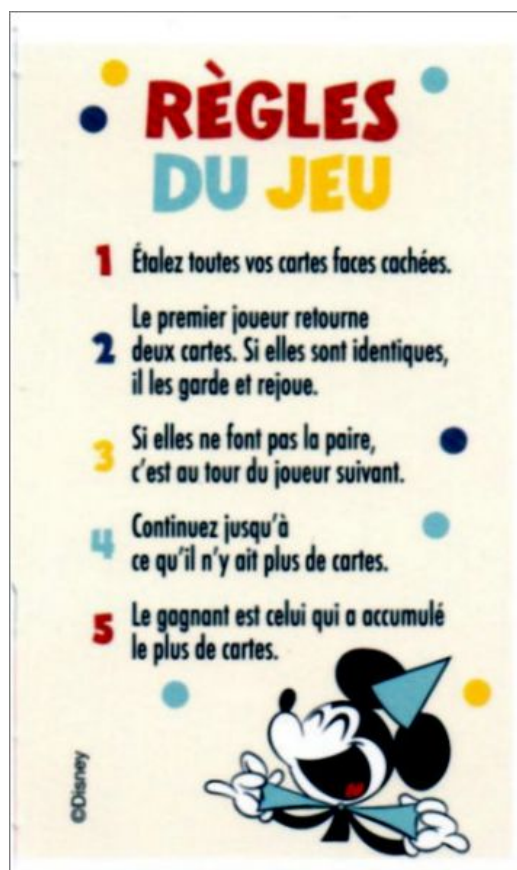 RÈGLES
DU JEU
1 Étalez toutes vos cartes faces cachées.
Le premier joueur retourne
2 deux cartes. Si elles sont identiques,
il les garde et rejoue.
3 Si elles ne font pas la paire,
c'est au tour du joueur suivant.
4 Continuez jusqu'à
ce qu'il n'y ait plus de cartes.
5 Le gagnant est celui qui a accumulé
le plus de cartes.
©Disney